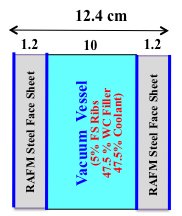 12.4 cm
1.2 10 1.2
RAFM Steel Face Sheet
Vacuum Vessel
(5% FS Ribs
47.5 % WC Filler
47.5% Coolant)
RAFM Steel Face Sheet